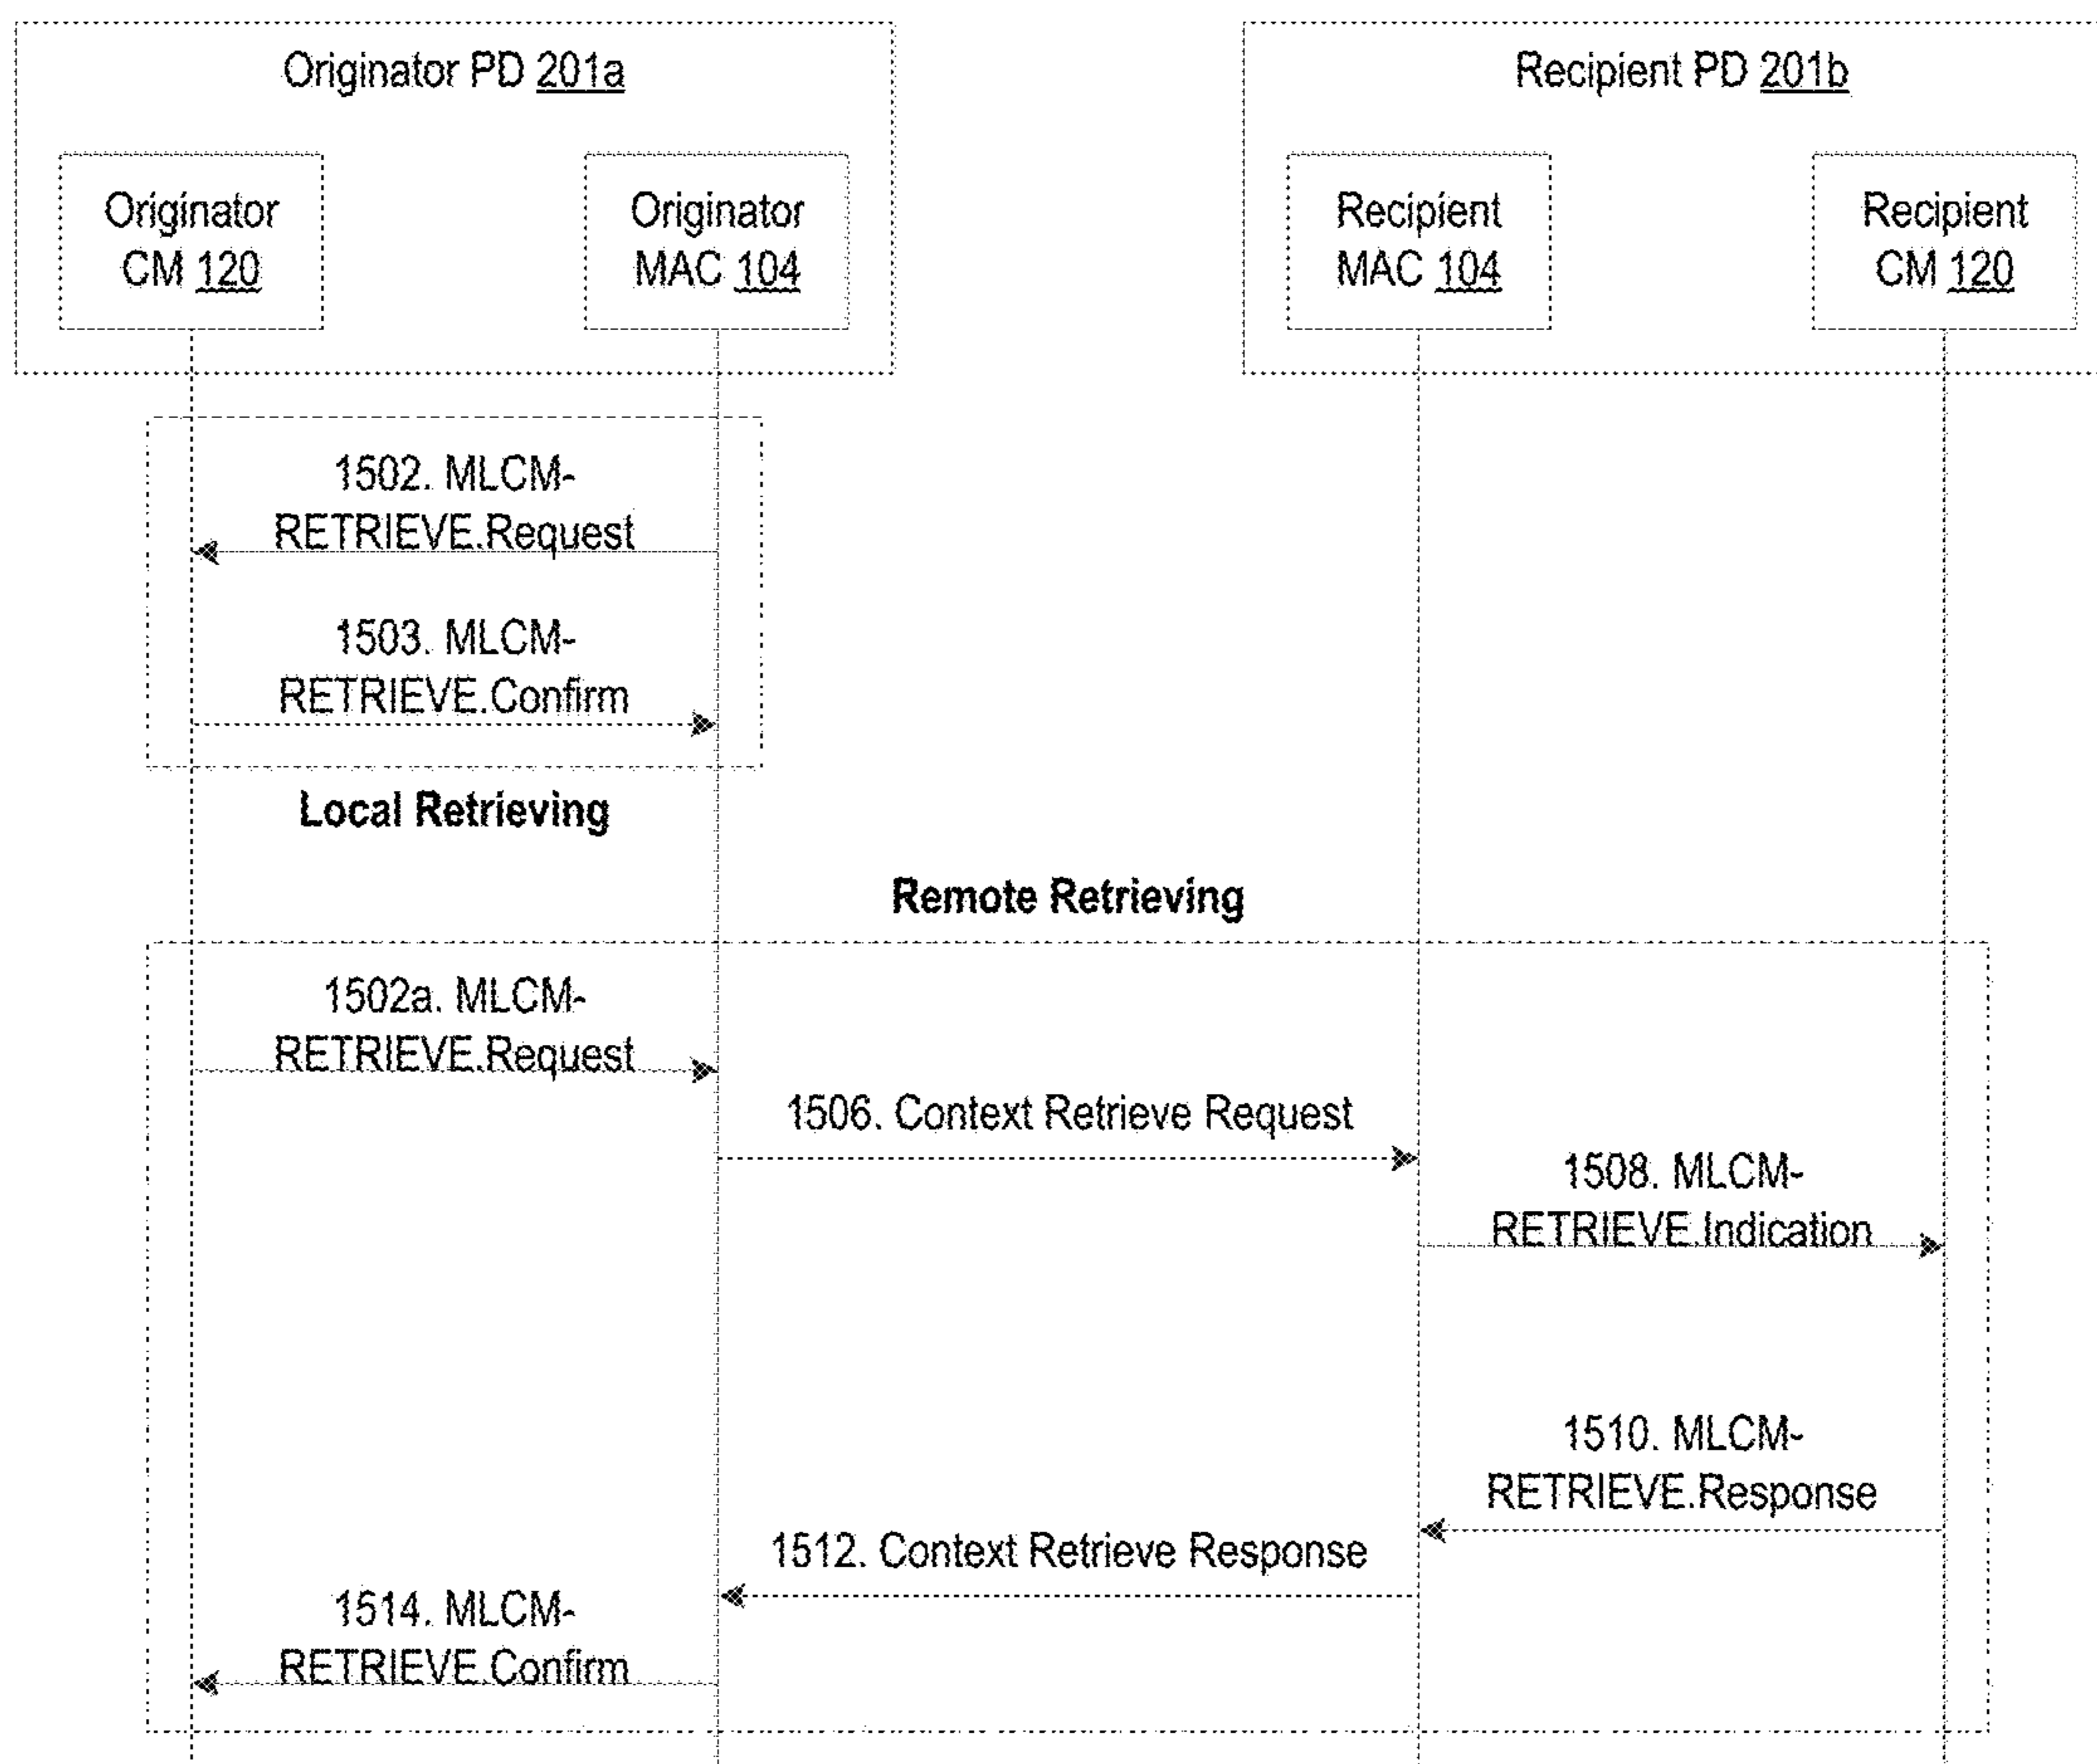 Originator PD 201a
Recipient PD 201b
Originator
CM 120
Originator
MAC 104
Recipient
MAC 104
Recipient
CM 120
1502. MLCM-
RETRIEVE.Request
1503. MLCM-
RETRIEVE.Confirm
Local Retrieving
Remote Retrieving
1502a. MLCM-
RETRIEVE.Request
1506. Context Retrieve Request
1508. MLCM-
RETRIEVE.Indication
1510. MLCM-
RETRIEVE.Response
1512. Context Retrieve Response
1514. MLCM-
RETRIEVE.Confirm